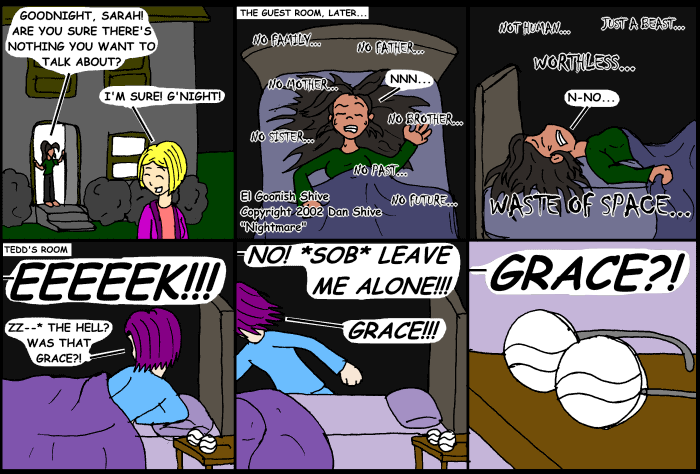 GOODNIGHT, SARAH!
ARE YOU SURE THERE'S
NOTHING YOU WANT TO
TALK ABOUT?
I'M SURE! G'NIGHT!
THE GUEST ROOM, LATER...
NO FAMILY...
NO FATHER...
NO MOTHER...
NNN...
NO BROTHER...
NO SISTER...
NO PAST...
NO FUTURE...
El Goonish Shive
Copyright 2002 Dan Shive
"Nightmare"
NOT HUMAN...
JUST A BEAST...
WORTHLESS...
N-NO...
WASTE OF SPACE...
TEDD'S ROOM
EEEEEK!!!
ZZ--* THE HELL?
WAS THAT
GRACE?!
NO! *SOB* LEAVE
ME ALONE!!!
GRACE!!!
GRACE?!